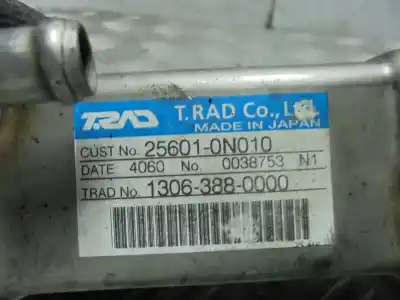 T.RAD T.RAD Co., Ltd.
MADE IN JAPAN
CUST No. 25601-0N010
DATE 4060 No. 0038753 N1
TRAD No. 1306-388-0000